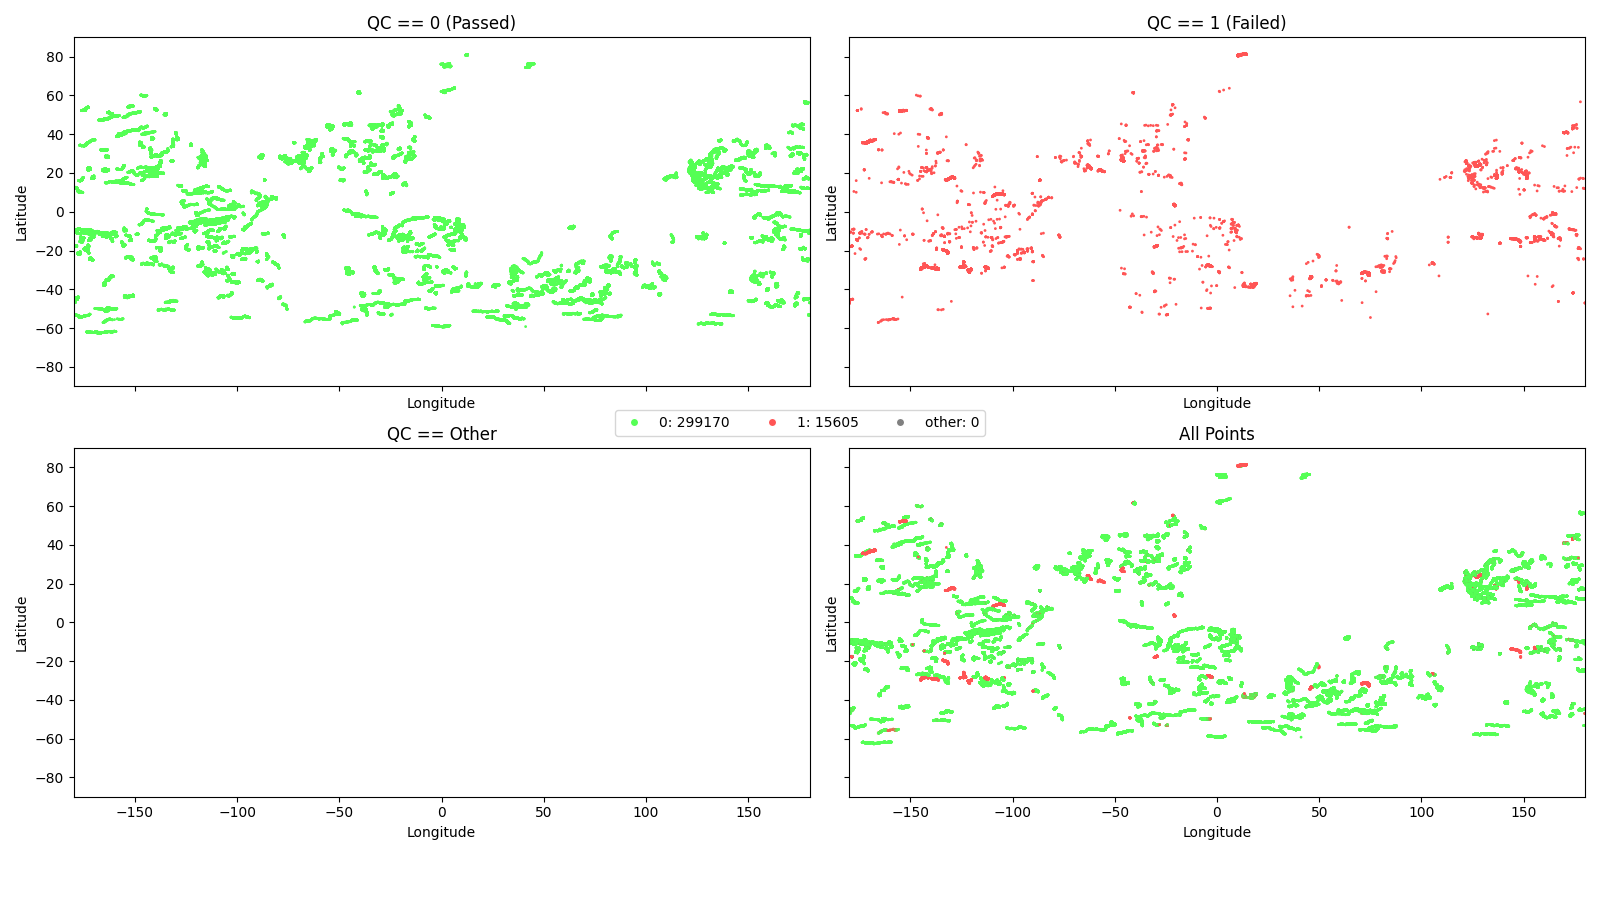 QC == 0 (Passed)
QC == 1 (Failed)
80
60
40
20
0
−20
−40
−60
−80
Latitude
Latitude
Longitude
Longitude
0: 299170
1: 15605
other: 0
QC == Other
All Points
80
60
40
20
0
−20
−40
−60
−80
Latitude
Latitude
−150 −100 −50 0 50 100 150
−150 −100 −50 0 50 100 150
Longitude
Longitude